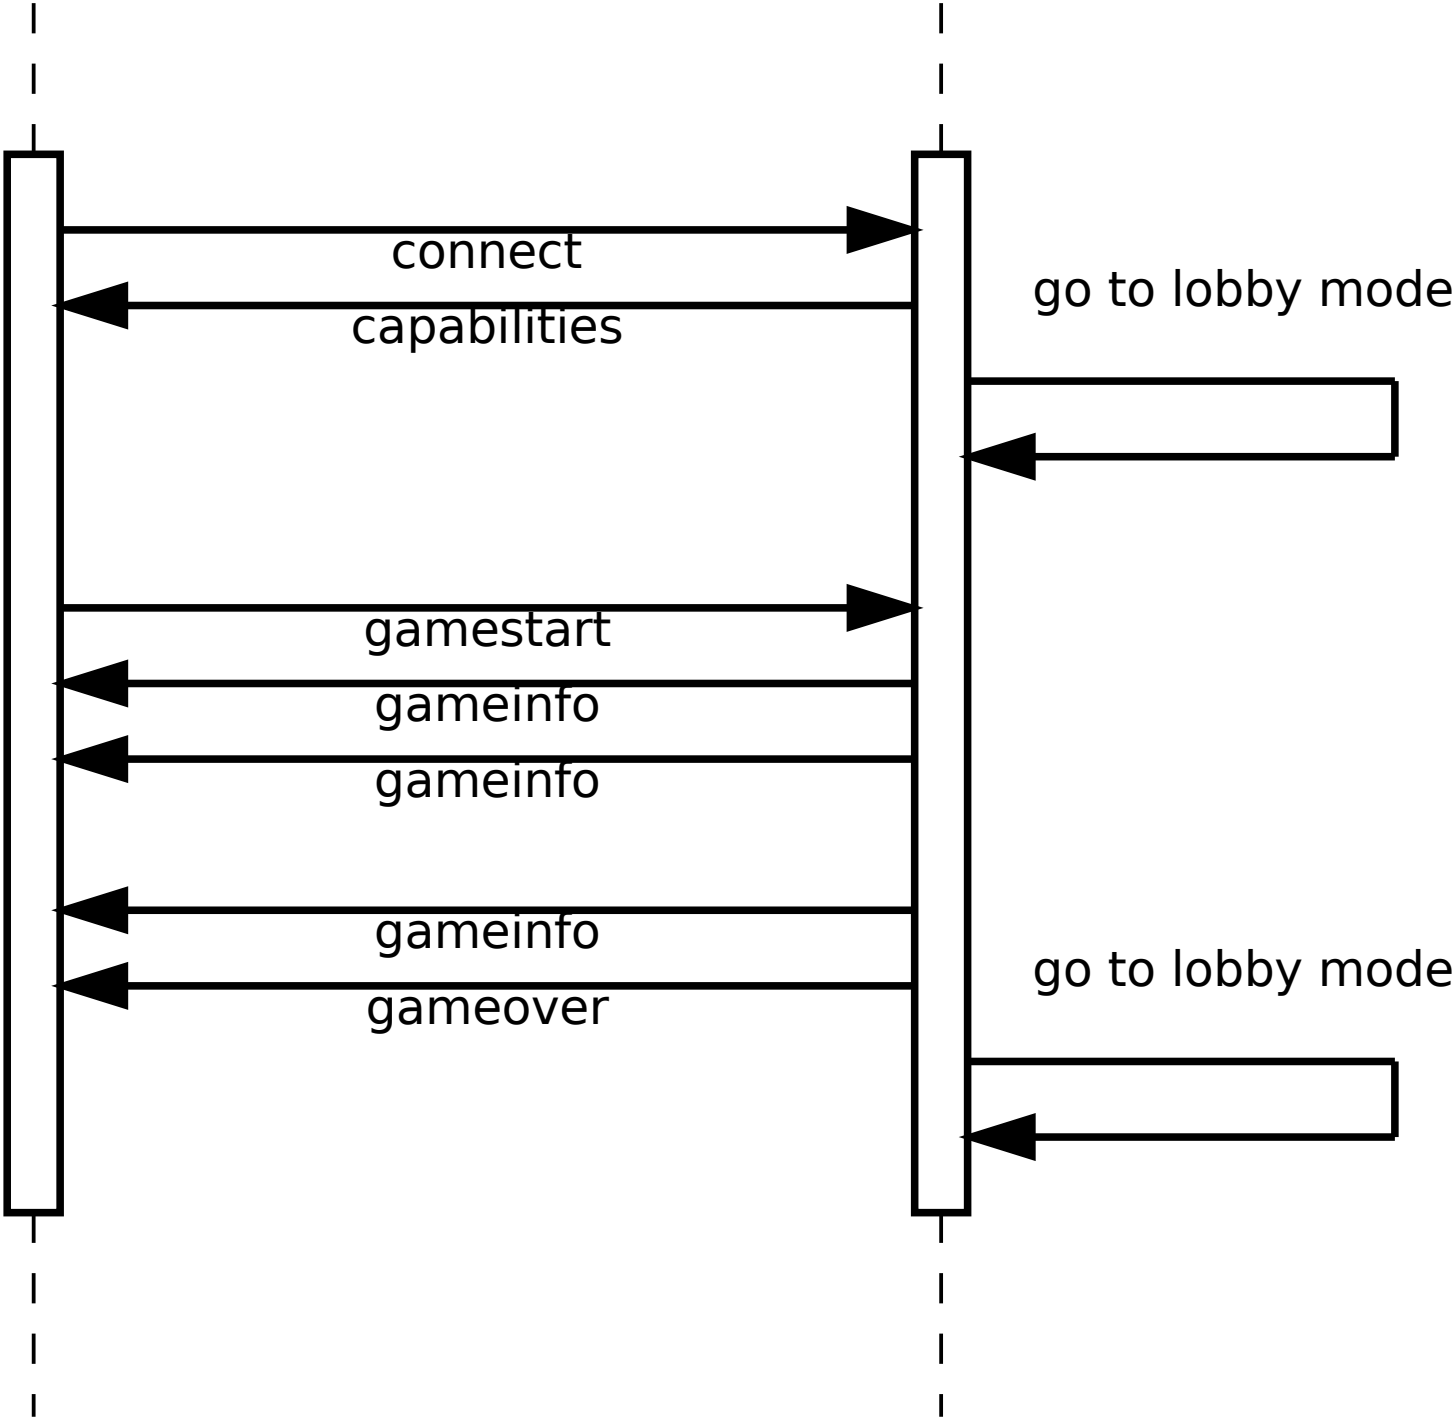 connect
go to lobby mode
capabilities
gamestart
gameinfo
gameinfo
gameinfo
go to lobby mode
gameover